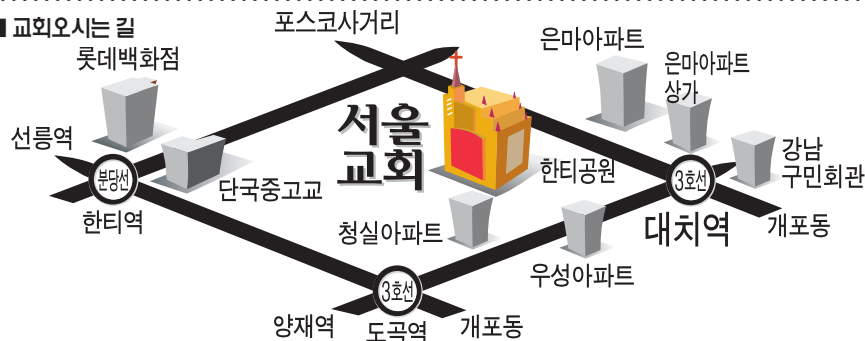 교회오시는 길
포스코사거리
롯데백화점
은마아파트
은마아파트
상가
선릉역
서울
교회
강남
구민회관
분당선
단국중고교
한티공원
3호선
한티역
청실아파트
대치역
개포동
우성아파트
3호선
양재역
도곡역
개포동